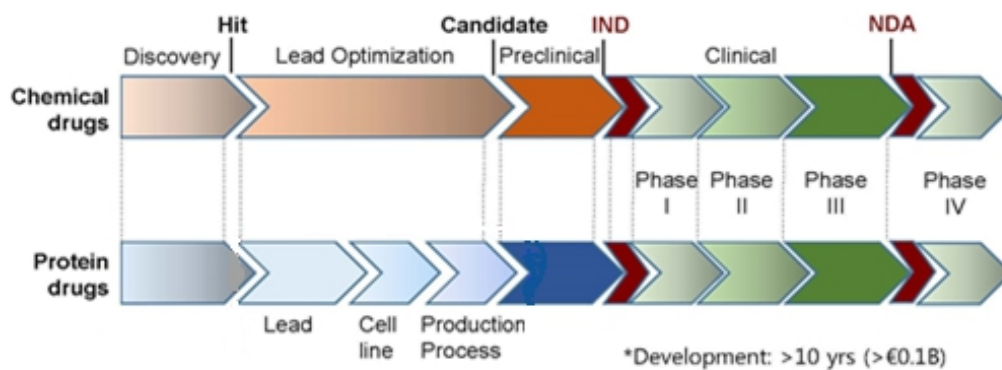 Hit
Candidate
IND
NDA
Discovery
Lead Optimization
Preclinical
Clinical
Chemical
drugs
Phase
I
Phase
II
Phase
III
Phase
IV
Protein
drugs
Lead
Cell
line
Production
Process
*Development: >10 yrs (>€0.1B)